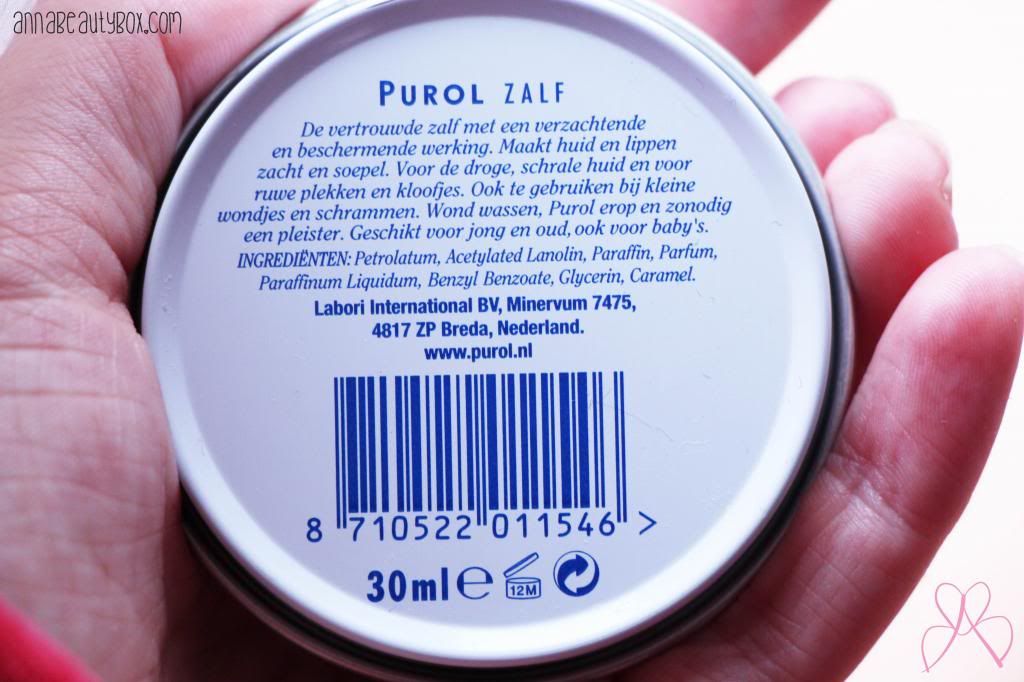 annabeautybox.com
PUROL ZALF
De vertrouwde zalf met een verzachtende
en beschermende werking. Maakt huid en lippen
zacht en soepel. Voor de droge, schrale huid en voor
ruwe plekken en kloofjes. Ook te gebruiken bij kleine
wondjes en schrammen. Wond wassen, Purol erop en zonodig
een pleister. Geschikt voor jong en oud, ook voor baby's.
INGREDIËNTEN: Petrolatum, Acetylated Lanolin, Paraffin, Parfum,
Paraffinum Liquidum, Benzyl Benzoate, Glycerin, Caramel.
Labori International BV, Minervum 7475,
4817 ZP Breda, Nederland.
www.purol.nl
8 710522 011546 >
30ml e 12M